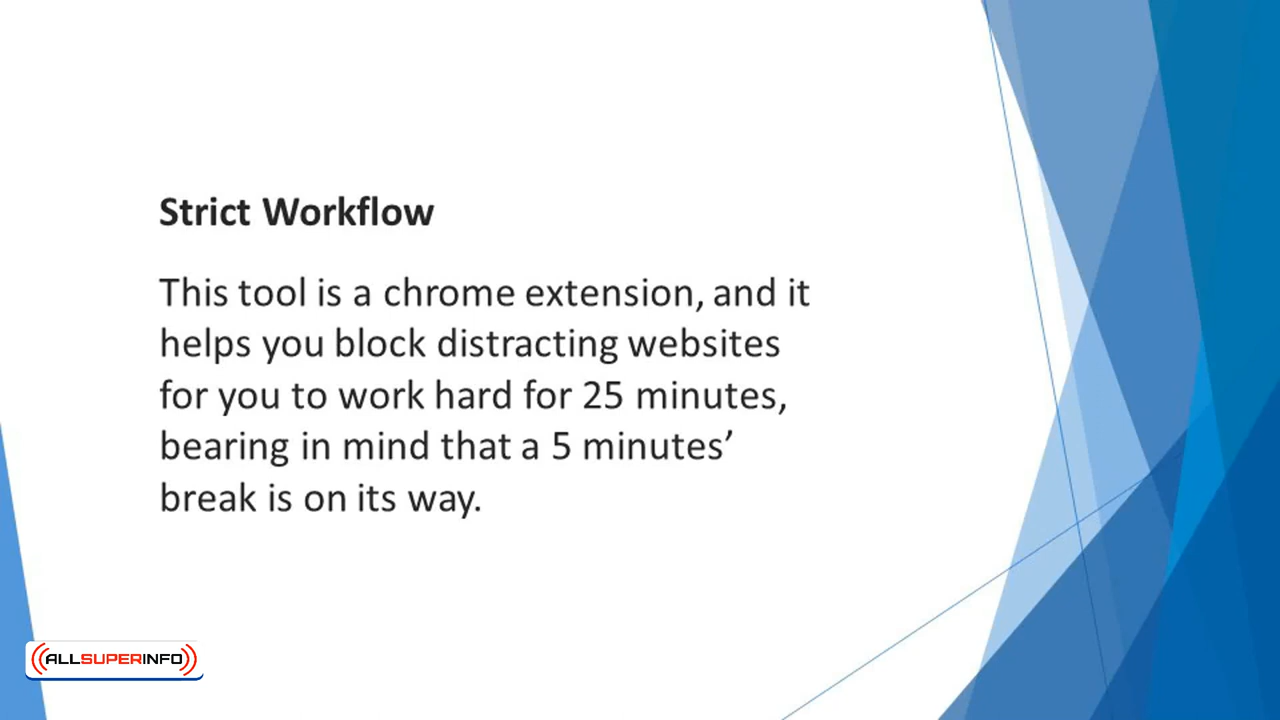 Strict Workflow
This tool is a chrome extension, and it
helps you block distracting websites
for you to work hard for 25 minutes,
bearing in mind that a 5 minutes’
break is on its way.
ALLSUPERINFO